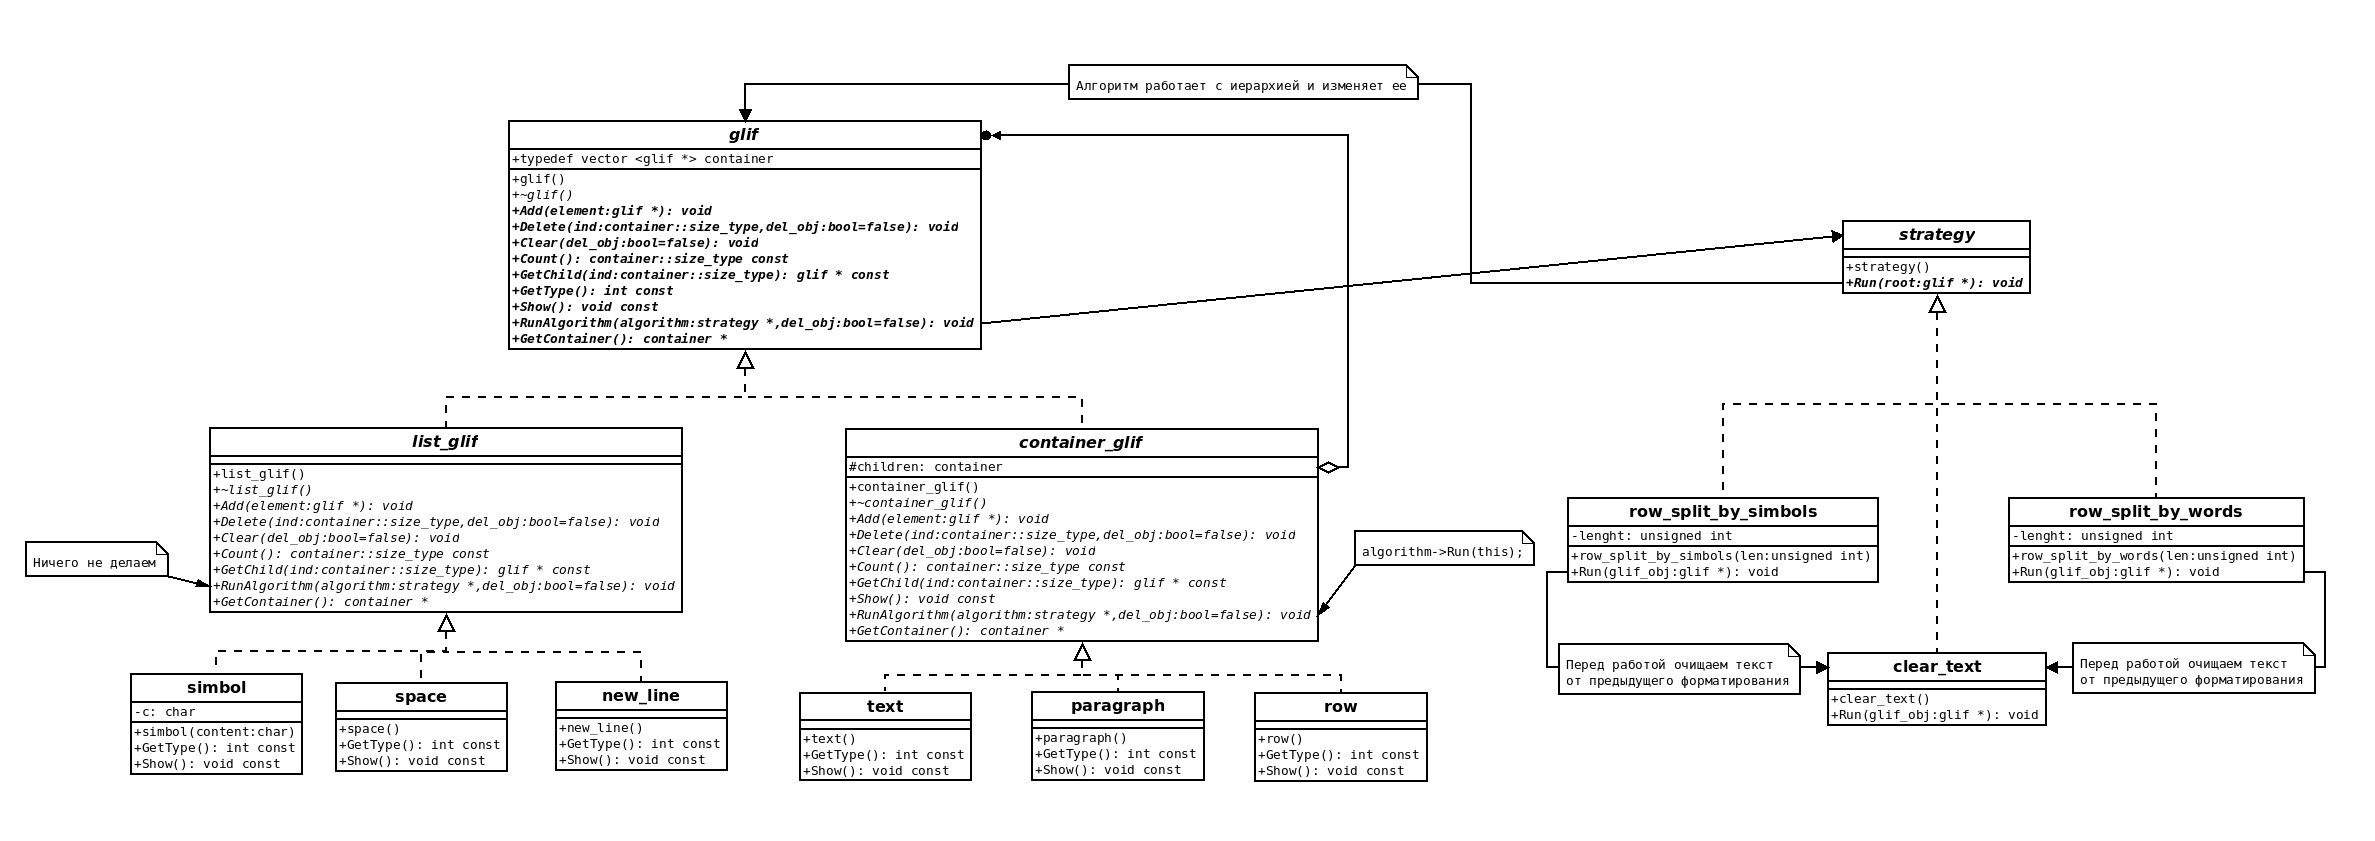 Алгоритм работает с иерархией и изменяет ее
glif
+typedef vector <glif *> container
+glif()
+~glif()
+Add(element:glif *): void
+Delete(ind:container::size_type,del_obj:bool=false): void
+Clear(del_obj:bool=false): void
+Count(): container::size_type const
+GetChild(ind:container::size_type): glif * const
+GetType(): int const
+Show(): void const
+RunAlgorithm(algorithm:strategy *,del_obj:bool=false): void
+GetContainer(): container *
strategy
+strategy()
+Run(root:glif *): void
list_glif
+list_glif()
+~list_glif()
+Add(element:glif *): void
+Delete(ind:container::size_type,del_obj:bool=false): void
+Clear(del_obj:bool=false): void
+Count(): container::size_type const
+GetChild(ind:container::size_type): glif * const
+RunAlgorithm(algorithm:strategy *,del_obj:bool=false): void
+GetContainer(): container *
Ничего не делаем
container_glif
#children: container
+container_glif()
+~container_glif()
+Add(element:glif *): void
+Delete(ind:container::size_type,del_obj:bool=false): void
+Clear(del_obj:bool=false): void
+Count(): container::size_type const
+GetChild(ind:container::size_type): glif * const
+Show(): void const
+RunAlgorithm(algorithm:strategy *,del_obj:bool=false): void
+GetContainer(): container *
algorithm->Run(this);
row_split_by_simbols
-lenght: unsigned int
+row_split_by_simbols(len:unsigned int)
+Run(glif_obj:glif *): void
row_split_by_words
-lenght: unsigned int
+row_split_by_words(len:unsigned int)
+Run(glif_obj:glif *): void
Перед работой очищаем текст
от предыдущего форматирования
clear_text
+clear_text()
+Run(glif_obj:glif *): void
Перед работой очищаем текст
от предыдущего форматирования
simbol
-c: char
+simbol(content:char)
+GetType(): int const
+Show(): void const
space
+space()
+GetType(): int const
+Show(): void const
new_line
+new_line()
+GetType(): int const
+Show(): void const
text
+text()
+GetType(): int const
+Show(): void const
paragraph
+paragraph()
+GetType(): int const
+Show(): void const
row
+row()
+GetType(): int const
+Show(): void const